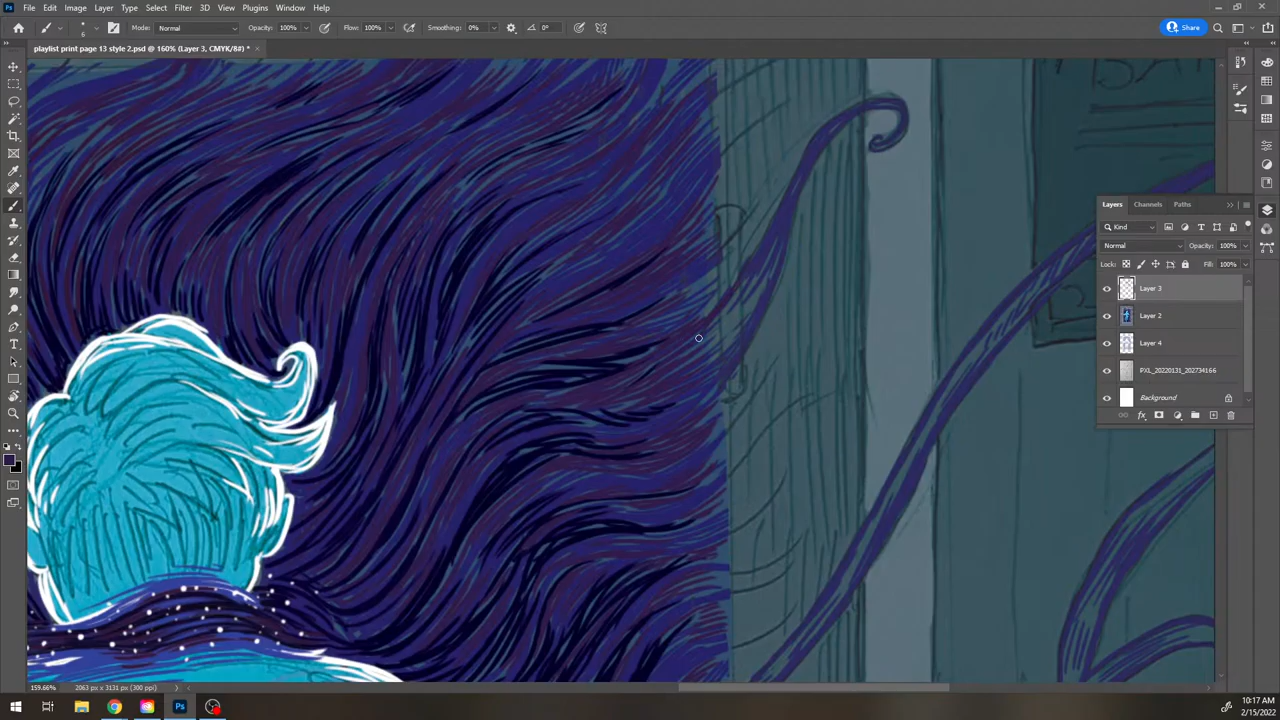 File Edit Image Layer Type Select Filter 3D View Plugins Window Help
6 Mode: Normal Opacity: 100% Flow: 100% Smoothing: 0% 0° Share
playlist print page 13 style 2.psd @ 160% (Layer 3, CMYK/8#) *
Layers Channels Paths
Kind
Normal Opacity: 100%
Lock: Fill: 100%
Layer 3
Layer 2
Layer 4
PXL_20220131_202734166
Background
159.66% 2063 px x 3131 px (300 ppi)
10:17 AM
2/15/2022